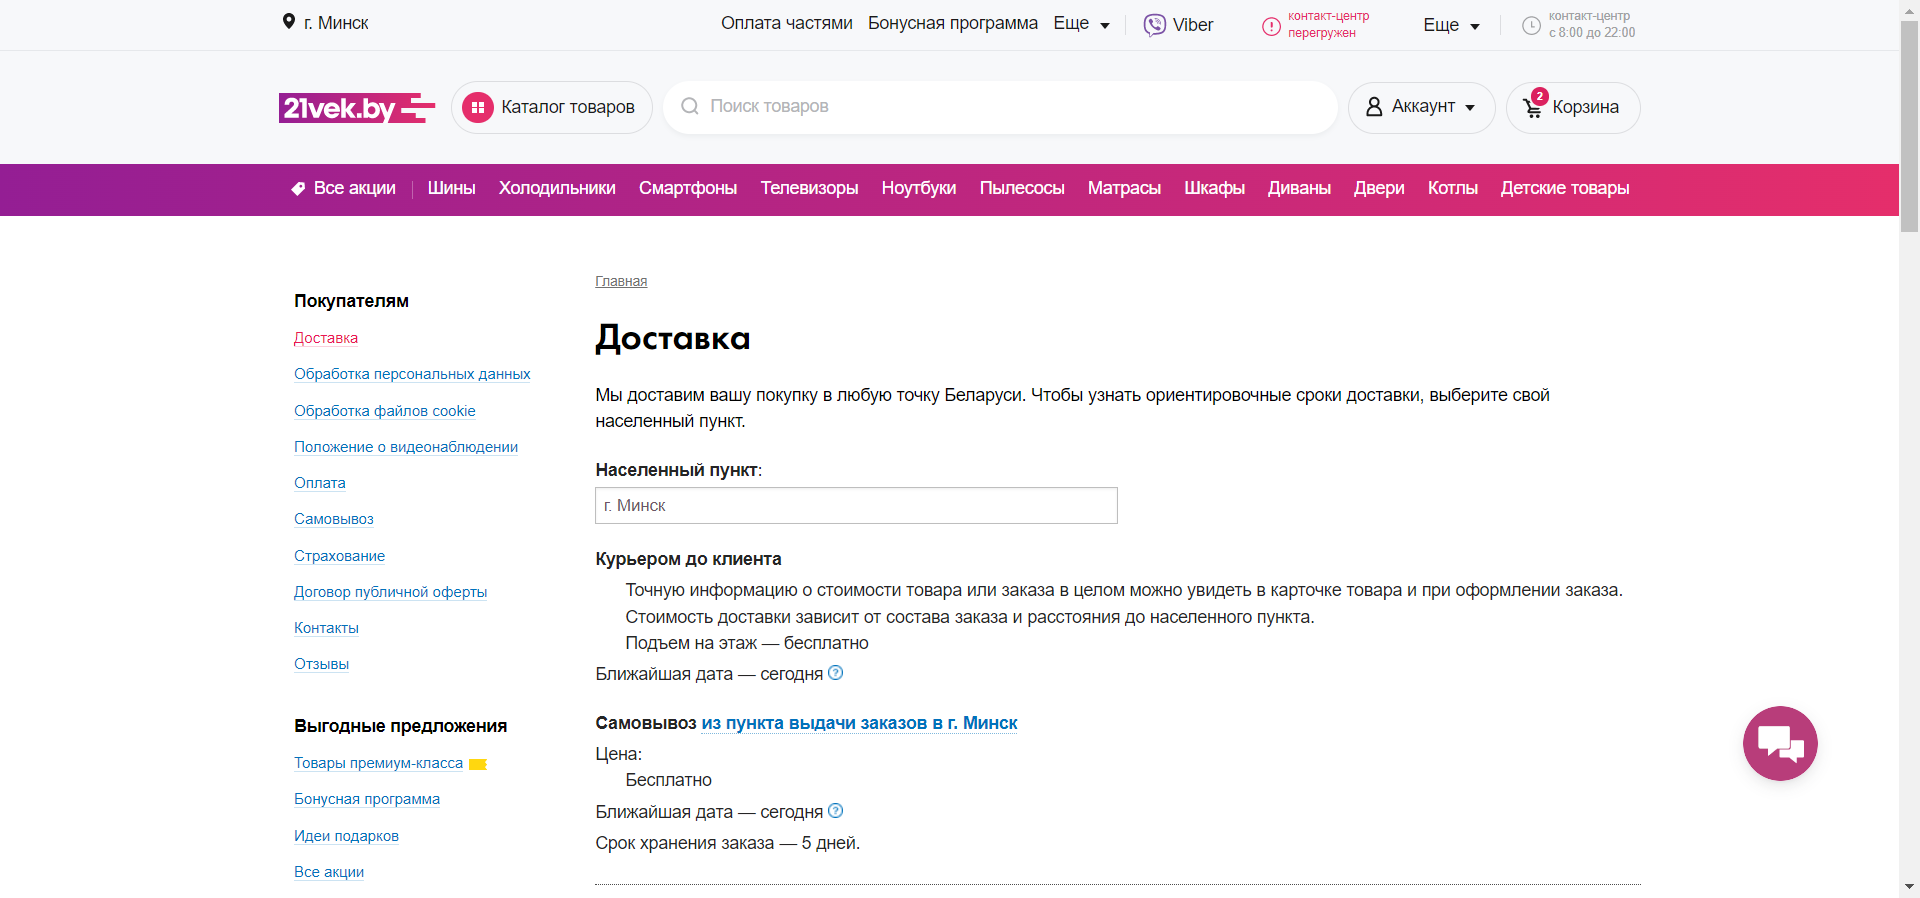 г. Минск
Оплата частями Бонусная программа Еще Viber контакт-центр перегружен Еще контакт-центр с 8:00 до 22:00
21vek.by Каталог товаров Поиск товаров Аккаунт 2 Корзина
Все акции Шины Холодильники Смартфоны Телевизоры Ноутбуки Пылесосы Матрасы Шкафы Диваны Двери Котлы Детские товары
Покупателям
Доставка
Обработка персональных данных
Обработка файлов cookie
Положение о видеонаблюдении
Оплата
Самовывоз
Страхование
Договор публичной оферты
Контакты
Отзывы
Выгодные предложения
Товары премиум-класса
Бонусная программа
Идеи подарков
Все акции
Главная
Доставка
Мы доставим вашу покупку в любую точку Беларуси. Чтобы узнать ориентировочные сроки доставки, выберите свой
населенный пункт.
Населенный пункт:
г. Минск
Курьером до клиента
Точную информацию о стоимости товара или заказа в целом можно увидеть в карточке товара и при оформлении заказа.
Стоимость доставки зависит от состава заказа и расстояния до населенного пункта.
Подъем на этаж — бесплатно
Ближайшая дата — сегодня ?
Самовывоз из пункта выдачи заказов в г. Минск
Цена:
Бесплатно
Ближайшая дата — сегодня ?
Срок хранения заказа — 5 дней.